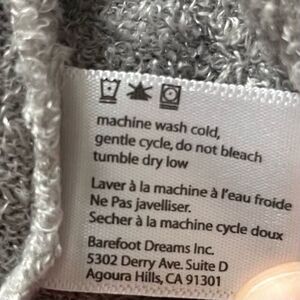 machine wash cold,
gentle cycle, do not bleach
tumble dry low
Laver à la machine à l'eau froide
Ne Pas javelliser.
Secher à la machine cycle doux
Barefoot Dreams Inc.
5302 Derry Ave. Suite D
Agoura Hills, CA 91301